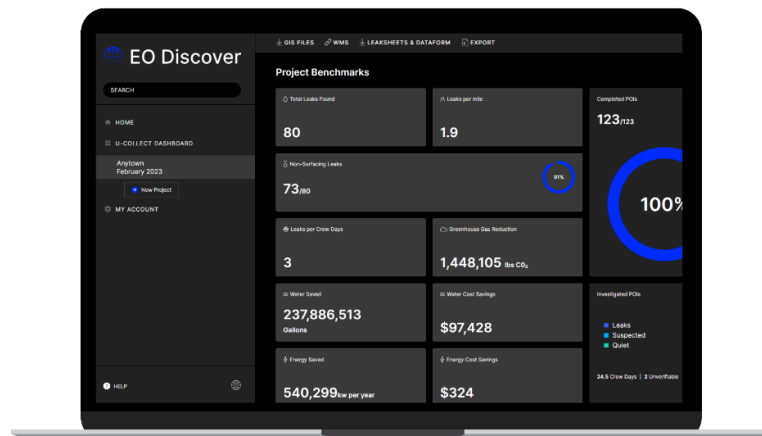 EO Discover
SEARCH
HOME
U-COLLECT DASHBOARD
Anytown
February 2023
New Project
MY ACCOUNT
HELP
GIS FILES WMS LEAKSHEETS & DATAFORM EXPORT
Project Benchmarks
Total Leaks Found
80
Leaks per mile
1.9
Non-Surfacing Leaks
73/80
91%
Leaks per Crew Days
3
Greenhouse Gas Reduction
1,448,105 lbs CO₂
Water Saved
237,886,513
Gallons
Water Cost Savings
$97,428
Energy Saved
540,299kw per year
Energy Cost Savings
$324
Completed POIs
123/123
100%
Investigated POIs
Leaks
Suspected
Quiet
24.5 Crew Days | 2 Unverifiable